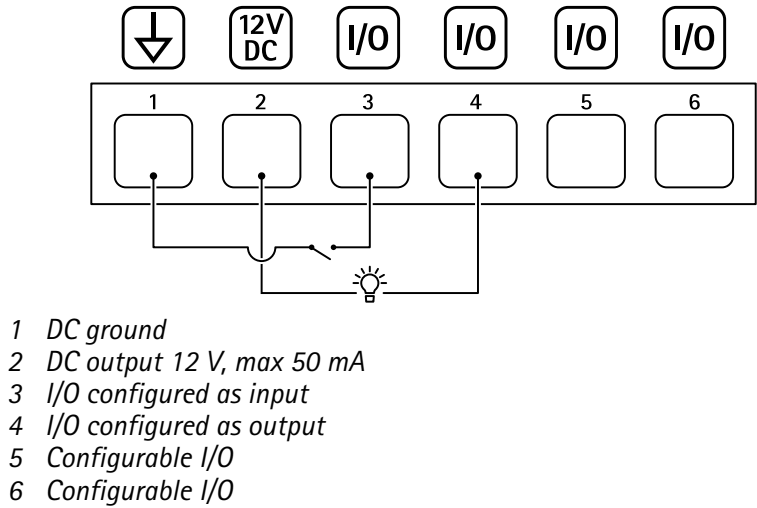 12V DC I/O I/O I/O I/O
1 2 3 4 5 6
1 DC ground
2 DC output 12 V, max 50 mA
3 I/O configured as input
4 I/O configured as output
5 Configurable I/O
6 Configurable I/O